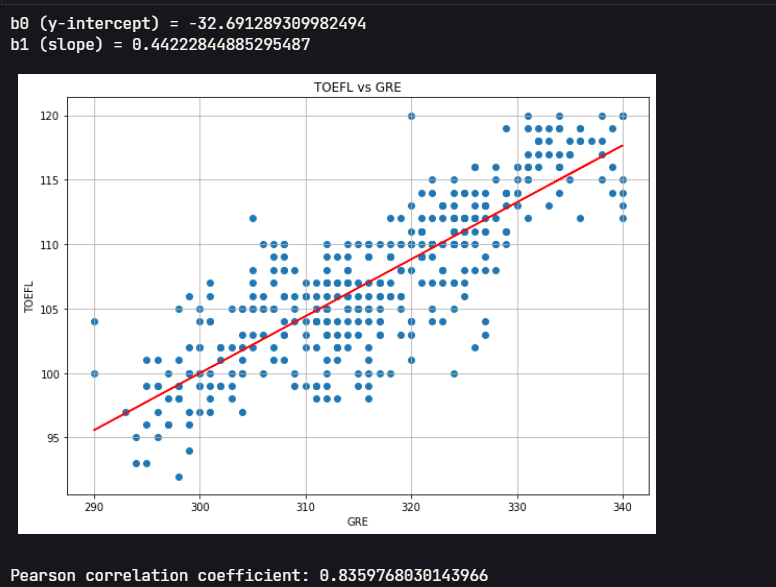 b0 (y-intercept) = -32.691289309982494
b1 (slope) = 0.44222844885295487
TOEFL vs GRE
120
115
110
105
100
95
TOEFL
290 300 310 320 330 340
GRE
Pearson correlation coefficient: 0.8359768030143966